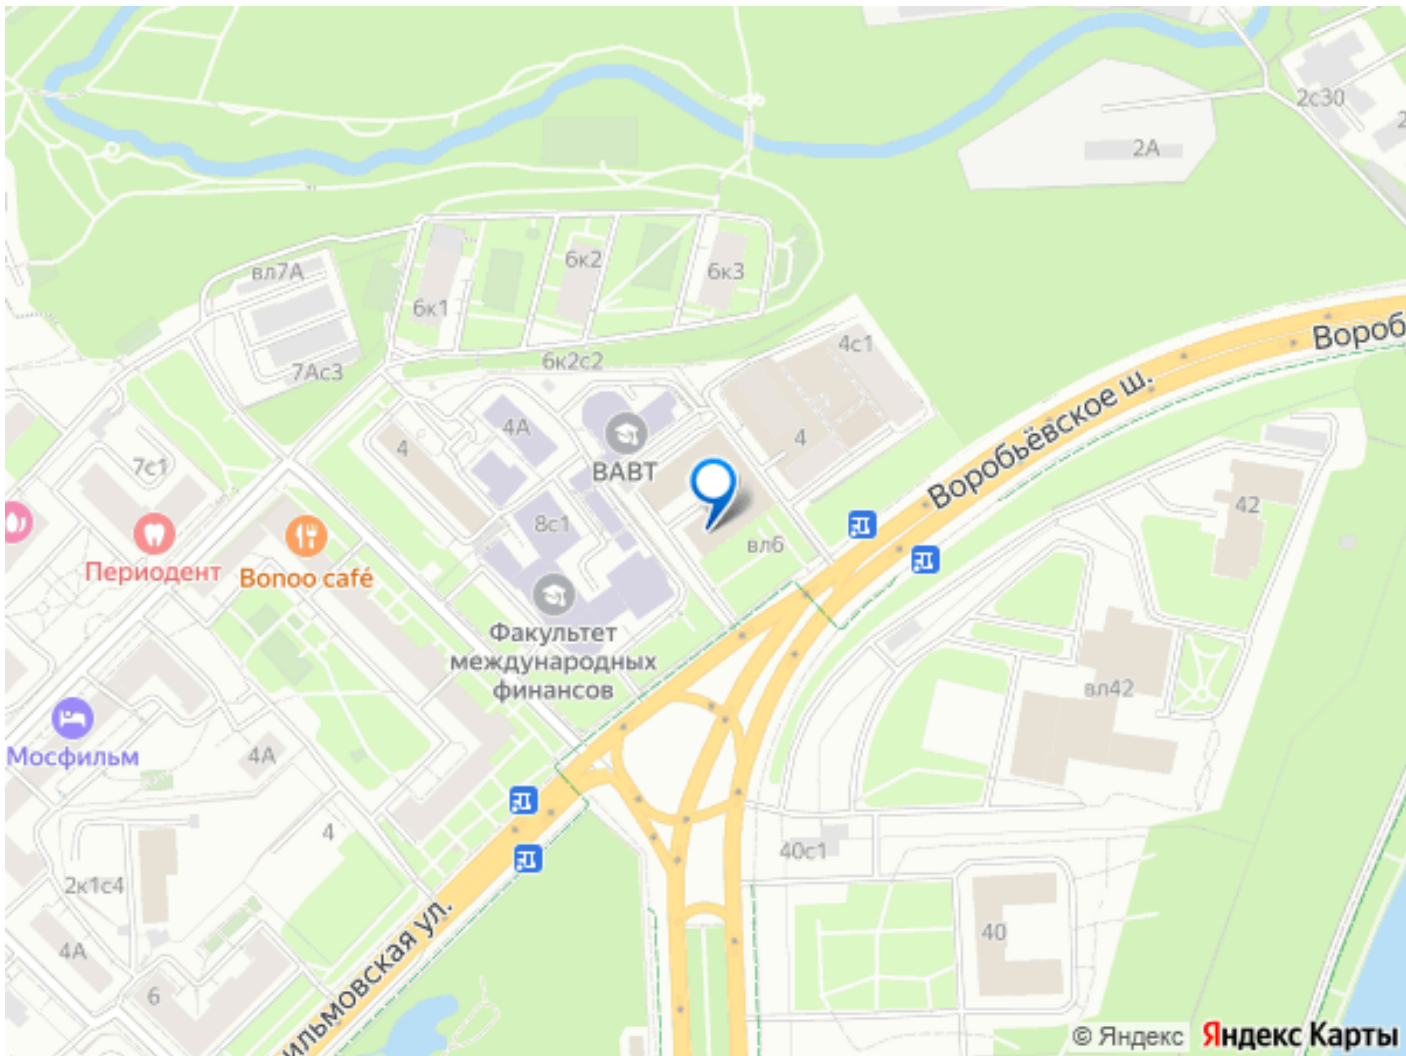 2с30
2А
6к2
6к3
вл7А
6к1
Вороб
4с1
6к2с2
7Ас3
Воробьёвское ш.
4А
4
4
ВАВТ
7с1
42
8с1
вл6
Периодент
Bonoo café
Факультет
международных
финансов
вл42
Мосфильм
4А
4
40с1
2к1с4
ильмовская ул.
40
4А
6
© Яндекс
Яндекс Карты